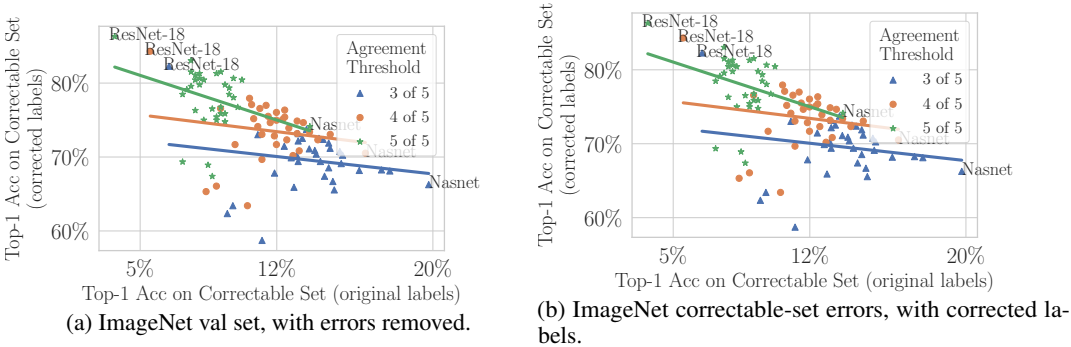 Top-1 Acc on Correctable Set
(corrected labels)
80%
70%
60%
ResNet-18
ResNet-18
ResNet-18
Agreement
Threshold
3 of 5
4 of 5
5 of 5
Nasnet
Nasnet
Nasnet
5%
12%
20%
Top-1 Acc on Correctable Set (original labels)
(a) ImageNet val set, with errors removed.
Top-1 Acc on Correctable Set
(corrected labels)
80%
70%
60%
ResNet-18
ResNet-18
ResNet-18
Agreement
Threshold
3 of 5
4 of 5
5 of 5
Nasnet
Nasnet
Nasnet
5%
12%
20%
Top-1 Acc on Correctable Set (original labels)
(b) ImageNet correctable-set errors, with corrected la-
bels.